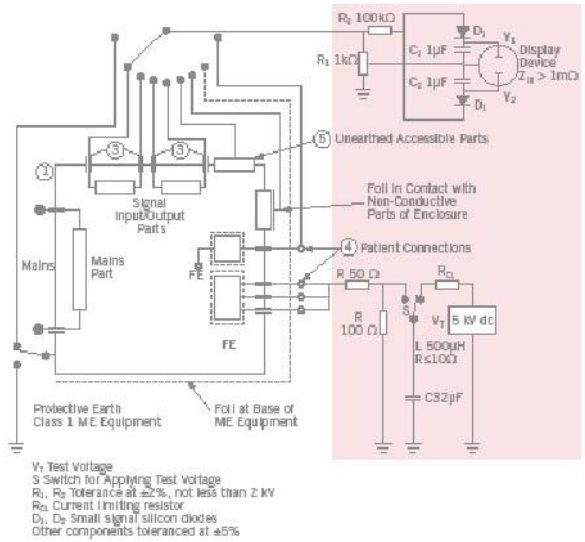 R₂ 100kΩ
D₁
Y₁
C₁ 1μF
Display
Device
Z_IN > 1mΩ
R₁ 1kΩ
C₂ 1μF
D₁
Y₂
③
③
⑤ Unearthed Accessible Parts
①
Signal
Input/Output
Parts
Foil in Contact with
Non-Conductive
Parts of Enclosure
Mains
Mains
Part
FE
④ Patient Connections
R 50 Ω
R_CL
S
V_T
5 kV dc
R
100 Ω
L 500μH
R≤10Ω
FE
C32pF
Protective Earth
Class 1 ME Equipment
Foil at Base of
ME Equipment
V_T Test Voltage
S Switch for Applying Test Voltage
R₁, R₂ Tolerance at ±2%, not less than 2 kV
R_CL Current limiting resistor
D₁, D₂ Small signal silicon diodes
Other components toleranced at ±5%